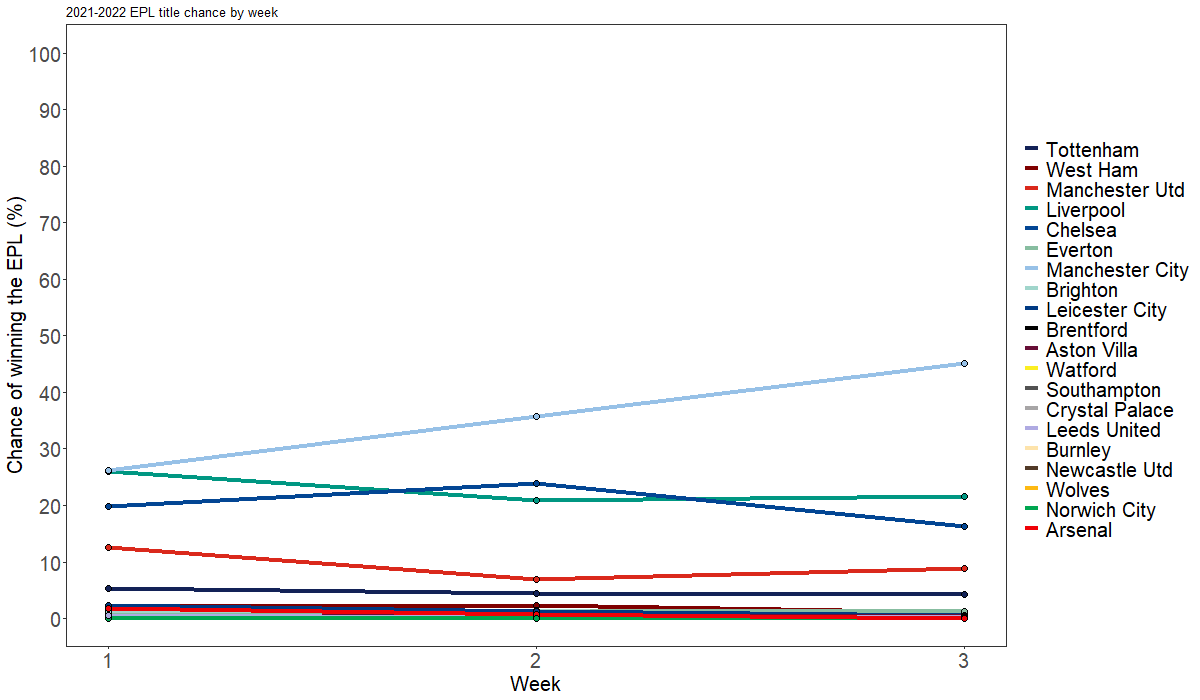 2021-2022 EPL title chance by week
Chance of winning the EPL (%)
100
90
80
70
60
50
40
30
20
10
0
1
2
3
Week
Tottenham
West Ham
Manchester Utd
Liverpool
Chelsea
Everton
Manchester City
Brighton
Leicester City
Brentford
Aston Villa
Watford
Southampton
Crystal Palace
Leeds United
Burnley
Newcastle Utd
Wolves
Norwich City
Arsenal